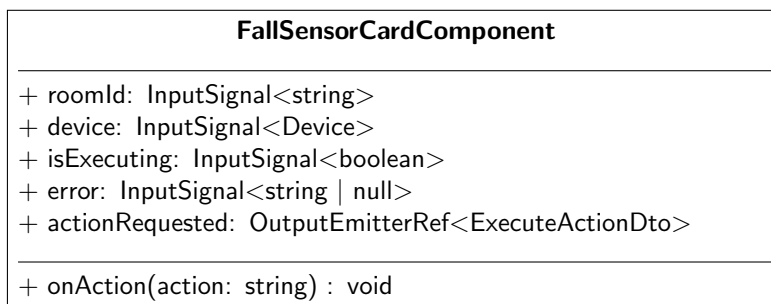 FallSensorCardComponent
+ roomId: InputSignal<string>
+ device: InputSignal<Device>
+ isExecuting: InputSignal<boolean>
+ error: InputSignal<string | null>
+ actionRequested: OutputEmitterRef<ExecuteActionDto>
+ onAction(action: string) : void